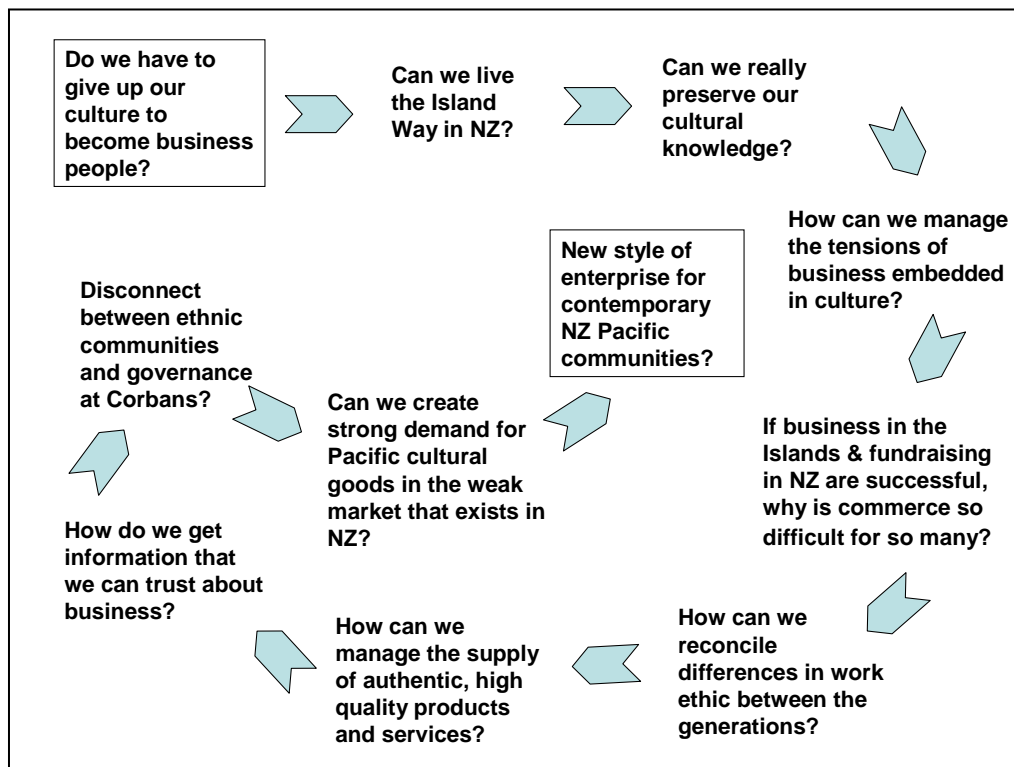 Do we have to
give up our
culture to
become business
people?
Can we live
the Island
Way in NZ?
Can we really
preserve our
cultural
knowledge?
How can we manage
the tensions of
business embedded
in culture?
If business in the
Islands & fundraising
in NZ are successful,
why is commerce so
difficult for so many?
How can we
reconcile
differences in work
ethic between the
generations?
How can we
manage the supply
of authentic, high
quality products
and services?
How do we get
information that
we can trust about
business?
Disconnect
between ethnic
communities
and governance
at Corbans?
Can we create
strong demand for
Pacific cultural
goods in the weak
market that exists in
NZ?
New style of
enterprise for
contemporary
NZ Pacific
communities?